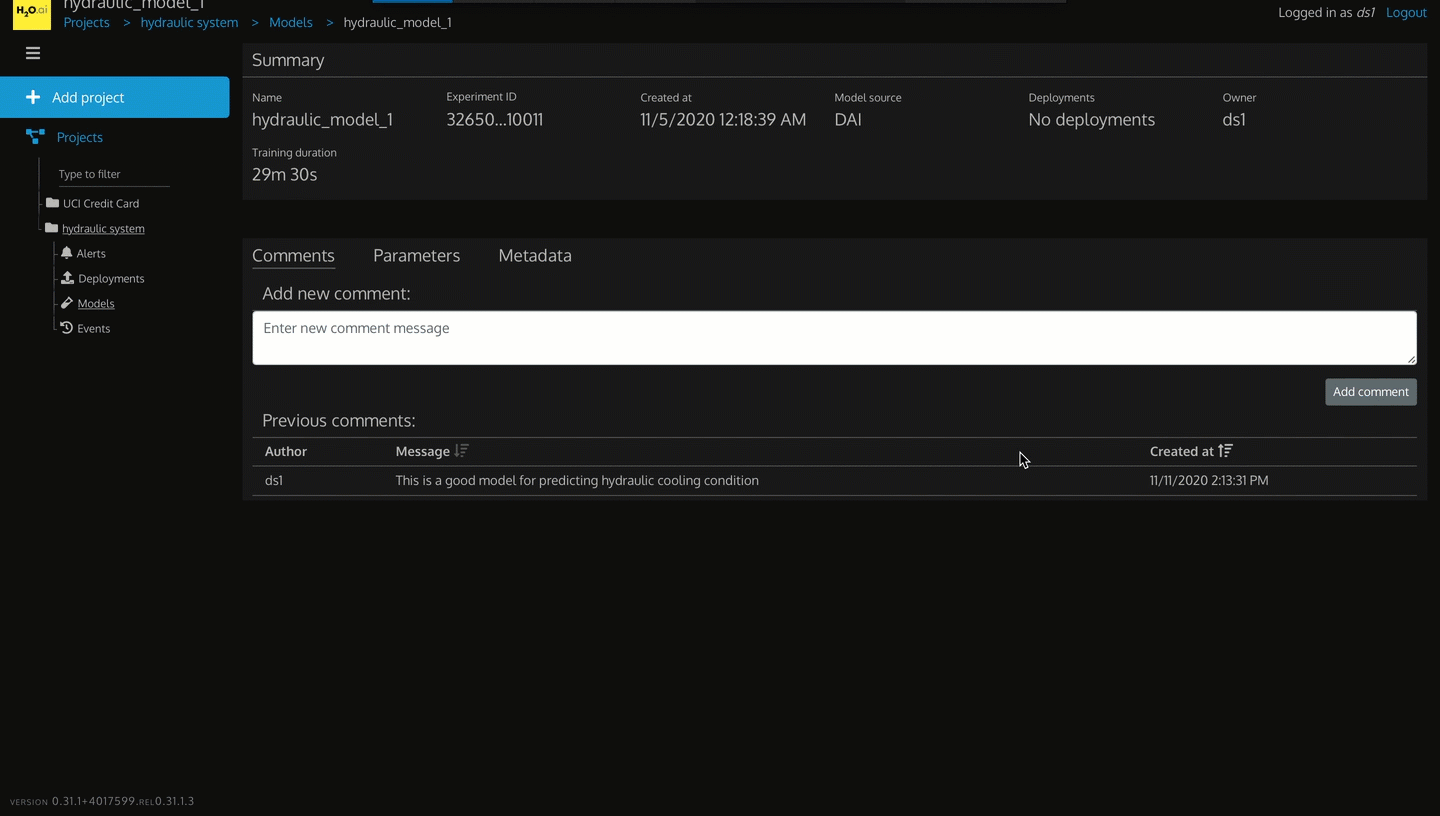 hydraulic_model_1
H2O.ai
Projects > hydraulic system > Models > hydraulic_model_1
Logged in as ds1 Logout
Add project
Projects
Type to filter
UCI Credit Card
hydraulic system
Alerts
Deployments
Models
Events
Summary
Name Experiment ID Created at Model source Deployments Owner
hydraulic_model_1 32650...10011 11/5/2020 12:18:39 AM DAI No deployments ds1
Training duration
29m 30s
Comments Parameters Metadata
Add new comment:
Enter new comment message
Add comment
Previous comments:
Author Message Created at
ds1 This is a good model for predicting hydraulic cooling condition 11/11/2020 2:13:31 PM
VERSION 0.31.1+4017599.REL0.31.1.3